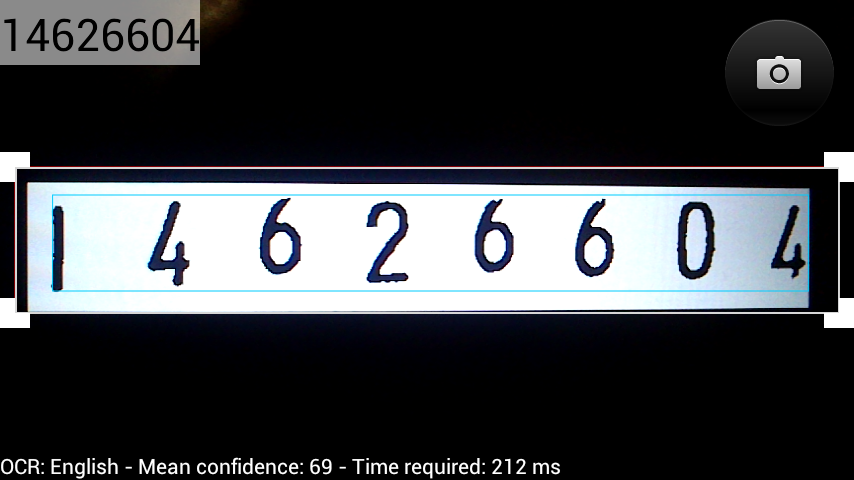 14626604
1 4 6 2 6 6 0 4
OCR: English - Mean confidence: 69 - Time required: 212 ms